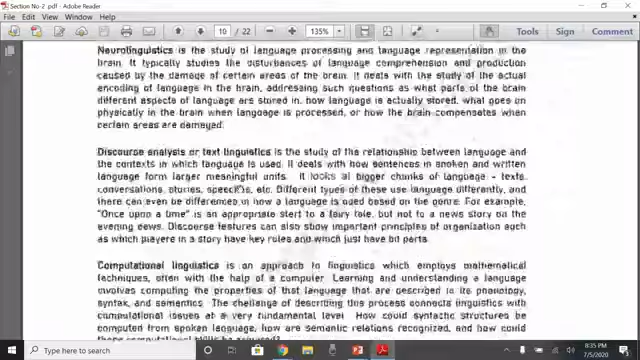 Section No-2 .pdf - Adobe Reader
File Edit View Window Help
10 / 22 135% Tools Sign Comment
Neurolinguistics is the study of language processing and language representation in the
brain. It typically studies the disturbances of language comprehension and production
caused by the damage of certain areas of the brain. It deals with the study of the actual
encoding of language in the brain, addressing such questions as what parts of the brain
different aspects of language are stored in, how language is actually stored, what goes on
physically in the brain when language is processed, or how the brain compensates when
certain areas are damaged.
Discourse analysis or text linguistics is the study of the relationship between language and
the contexts in which language is used. It deals with how sentences in spoken and written
language form larger meaningful units. It looks at bigger chunks of language - texts
conversations, stories, speeches, etc. Different types of these use language differently, and
there can even be differences in how a language is used based on the genre. For example,
"Once upon a time" is an appropriate start to a fairy tale, but not to a news story on the
evening news. Discourse features can also show important principles of organization such
as which players in a story have key roles and which just have bit parts.
Computational linguistics is an approach to linguistics which employs mathematical
techniques, often with the help of a computer. Learning and understanding a language
involves computing the properties of that language that are described in its phonology,
syntax, and semantics. The challenge of describing this process connects linguistics with
computational issues at a very fundamental level. How could syntactic structures be
computed from spoken language, how are semantic relations recognized, and how could
these computational skills be acquired?
Type here to search
8:35 PM
7/5/2020